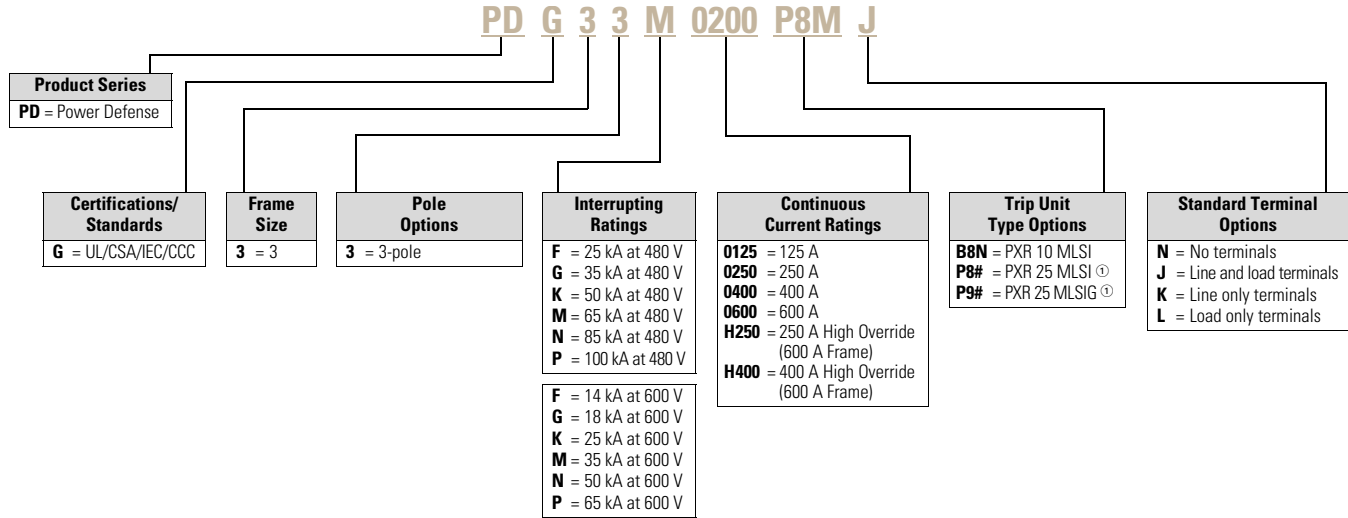 PD G 3 3 M 0200 P8M J
Product Series
PD = Power Defense
Certifications/
Standards
G = UL/CSA/IEC/CCC
Frame
Size
3 = 3
Pole
Options
3 = 3-pole
Interrupting
Ratings
F = 25 kA at 480 V
G = 35 kA at 480 V
K = 50 kA at 480 V
M = 65 kA at 480 V
N = 85 kA at 480 V
P = 100 kA at 480 V
F = 14 kA at 600 V
G = 18 kA at 600 V
K = 25 kA at 600 V
M = 35 kA at 600 V
N = 50 kA at 600 V
P = 65 kA at 600 V
Continuous
Current Ratings
0125 = 125 A
0250 = 250 A
0400 = 400 A
0600 = 600 A
H250 = 250 A High Override
(600 A Frame)
H400 = 400 A High Override
(600 A Frame)
Trip Unit
Type Options
B8N = PXR 10 MLSI
P8# = PXR 25 MLSI ①
P9# = PXR 25 MLSIG ①
Standard Terminal
Options
N = No terminals
J = Line and load terminals
K = Line only terminals
L = Load only terminals